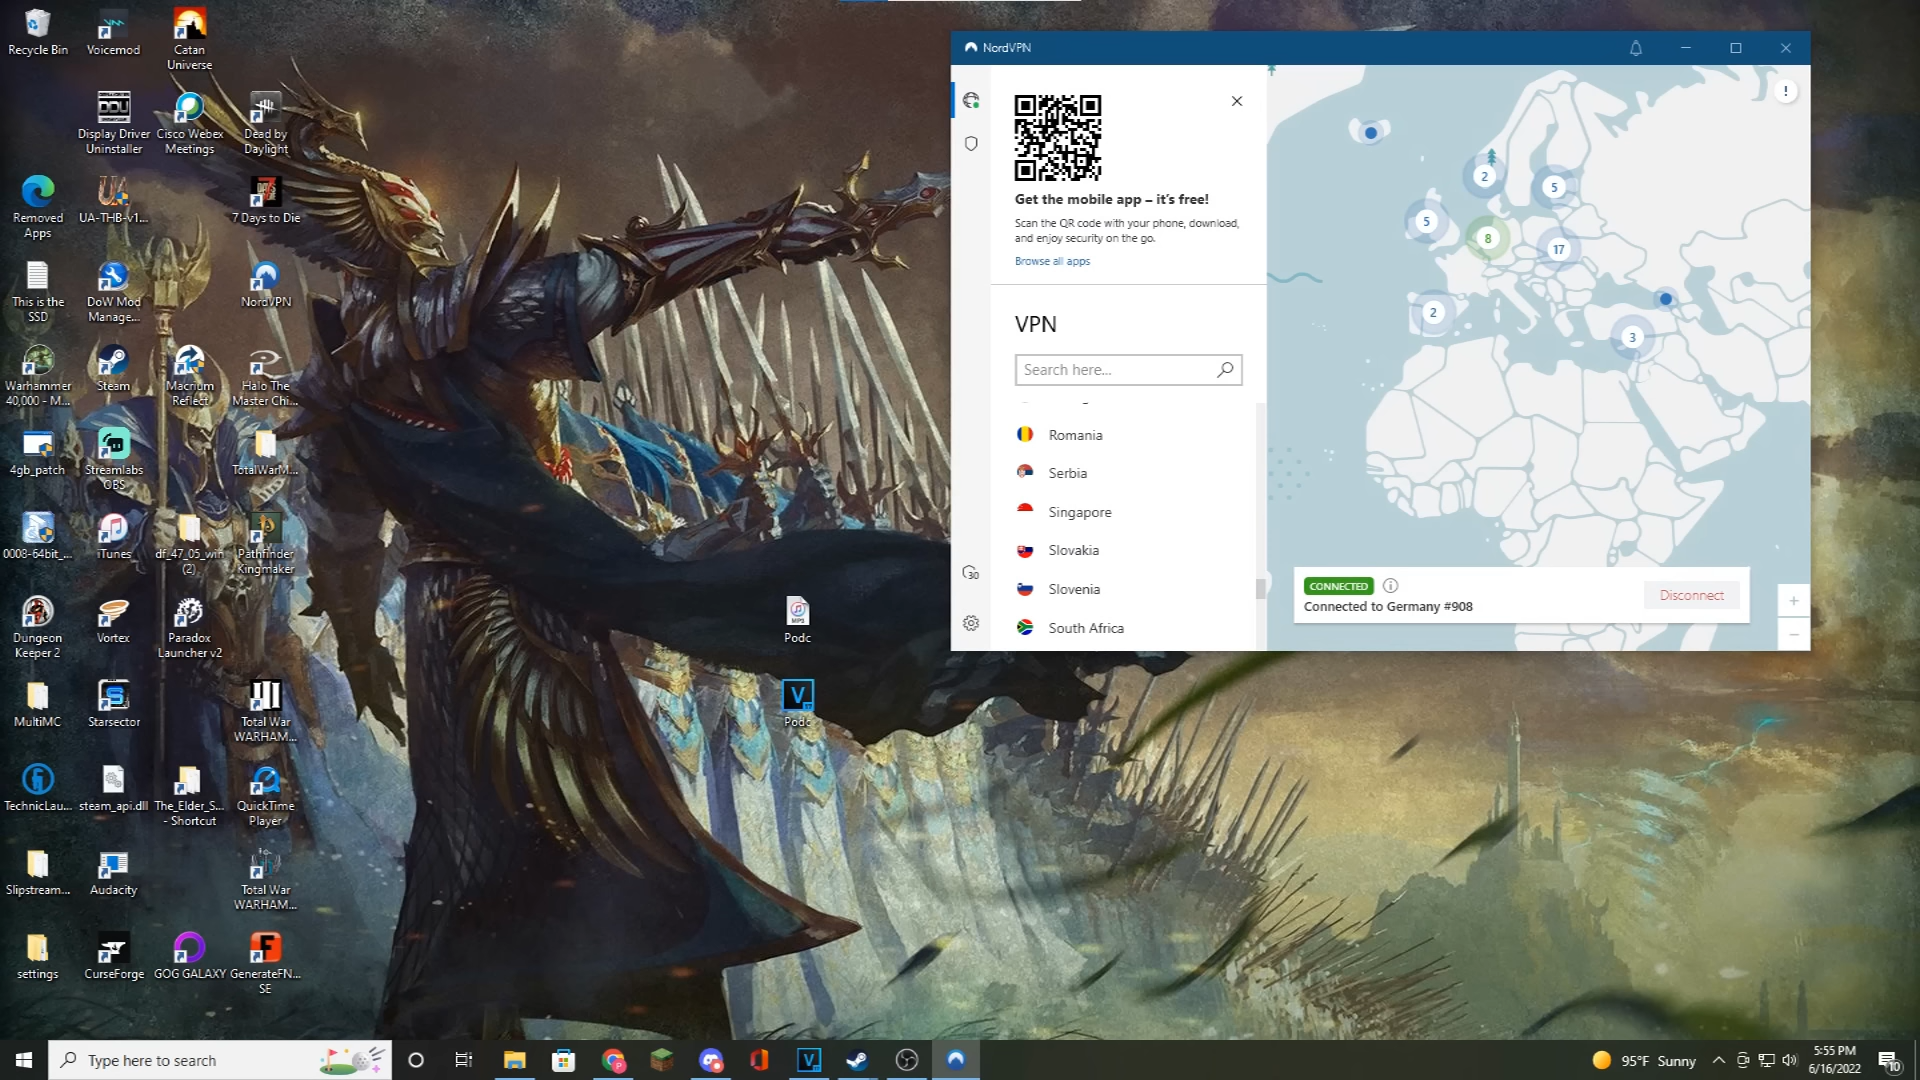 Recycle Bin
Voicemod
Catan
Universe
DDU
Display Driver
Uninstaller
Cisco Webex
Meetings
Dead by
Daylight
Removed
Apps
UA-THB-v1...
7 Days to Die
This is the
SSD
DoW Mod
Manage...
NordVPN
Warhammer
40,000 - M...
Steam
Macrium
Reflect
Halo The
Master Chi...
4gb_patch
Streamlabs
OBS
TotalWarM...
0008-64bit_...
iTunes
df_47_05_win
(2)
Pathfinder
Kingmaker
Dungeon
Keeper 2
Vortex
Paradox
Launcher v2
MultiMC
Starsector
Total War
WARHAM...
TechnicLau...
steam_api.dll
The_Elder_S...
- Shortcut
QuickTime
Player
Slipstream...
Audacity
Total War
WARHAM...
settings
CurseForge
GOG GALAXY
GenerateFN...
SE
MP3
Podc
V
Podc
NordVPN
Get the mobile app – it's free!
Scan the QR code with your phone, download,
and enjoy security on the go.
Browse all apps
VPN
Search here...
Romania
Serbia
Singapore
Slovakia
Slovenia
South Africa
30
!
2
5
5
8
17
2
3
CONNECTED
Connected to Germany #908
Disconnect
+
−
Type here to search
95°F Sunny
5:55 PM
6/16/2022
10